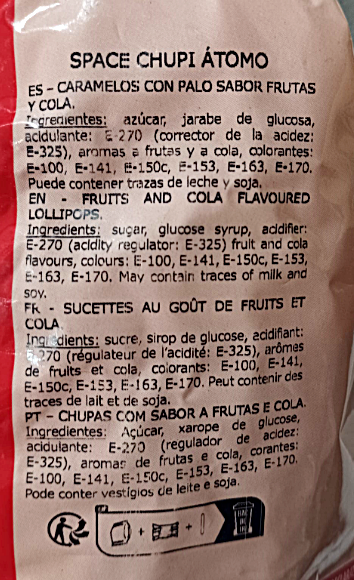 SPACE CHUPI ÁTOMO
ES - CARAMELOS CON PALO SABOR FRUTAS
Y COLA.
Ingredientes: azúcar, jarabe de glucosa,
acidulante: E-270 (corrector de la acidez:
E-325), aromas a frutas y a cola, colorantes:
E-100, E-141, E-150c, E-153, E-163, E-170.
Puede contener trazas de leche y soja.
EN - FRUITS AND COLA FLAVOURED
LOLLIPOPS.
Ingredients: sugar, glucose syrup, acidifier:
E-270 (acidity regulator: E-325) fruit and cola
flavours, colours: E-100, E-141, E-150c, E-153,
E-163, E-170. May contain traces of milk and
soy.
FR - SUCETTES AU GOÛT DE FRUITS ET
COLA
Ingrédients: sucre, sirop de glucose, acidifiant:
E-270 (régulateur de l'acidité: E-325), arômes
de fruits et cola, colorants: E-100, E-141,
E-150c, E-153, E-163, E-170. Peut contenir des
traces de lait et de soja.
PT - CHUPAS COM SABOR A FRUTAS E COLA.
Ingredientes: Açúcar, xarope de glucose,
acidulante: E-270 (regulador de acidez:
E-325), aromas de frutas e cola, corantes:
E-100, E-141, E-150c, E-153, E-163, E-170.
Pode conter vestígios de leite e soja.